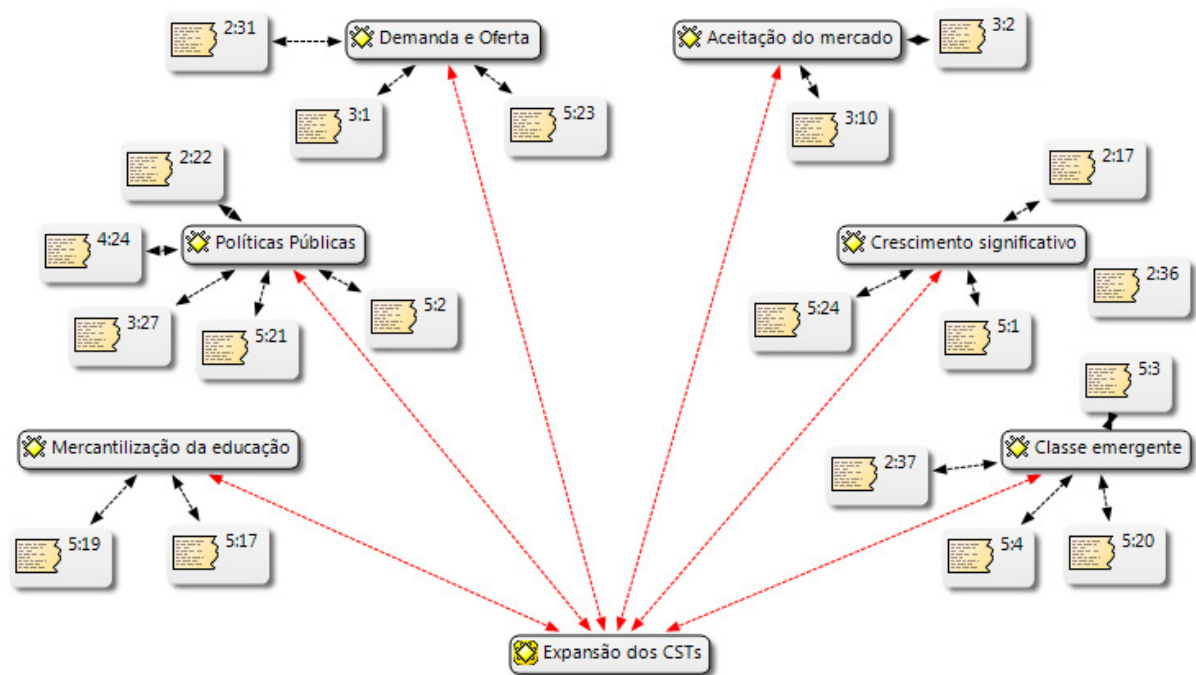 2:31
Demanda e Oferta
Aceitação do mercado
3:2
3:1
5:23
3:10
2:22
2:17
4:24
Políticas Públicas
Crescimento significativo
3:27
5:21
5:2
5:24
5:1
2:36
5:3
Mercantilização da educação
Classe emergente
2:37
5:19
5:17
5:4
5:20
Expansão dos CSTs